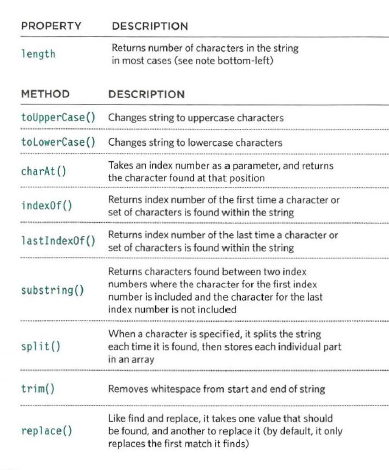 PROPERTY DESCRIPTION
length Returns number of characters in the string
in most cases (see note bottom-left)
METHOD DESCRIPTION
toUpperCase() Changes string to uppercase characters
toLowerCase() Changes string to lowercase characters
charAt() Takes an index number as a parameter, and returns
the character found at that position
indexOf() Returns index number of the first time a character or
set of characters is found within the string
lastIndexOf() Returns index number of the last time a character or
set of characters is found within the string
substring() Returns characters found between two index
numbers where the character for the first index
number is included and the character for the last
index number is not included
split() When a character is specified, it splits the string
each time it is found, then stores each individual part
in an array
trim() Removes whitespace from start and end of string
replace() Like find and replace, it takes one value that should
be found, and another to replace it (by default, it only
replaces the first match it finds)